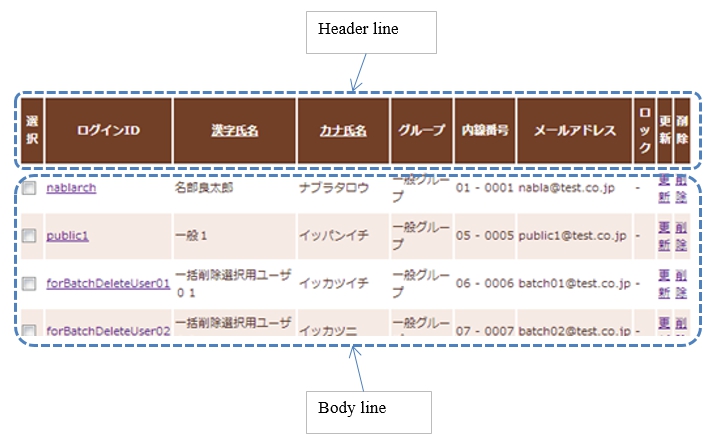 Header line
選択 ログインID 漢字氏名 カナ氏名 グループ 内線番号 メールアドレス ロック 更新 削除
nablarch 名部良太郎 ナブラタロウ 一般グループ 01 - 0001 nabla@test.co.jp - 更新 削除
public1 一般１ イッパンイチ 一般グループ 05 - 0005 public1@test.co.jp - 更新 削除
forBatchDeleteUser01 一括削除選択用ユーザ０１ イッカツイチ 一般グループ 06 - 0006 batch01@test.co.jp - 更新 削除
forBatchDeleteUser02 一括削除選択用ユーザ イッカツニ 一般グルー 07 - 0007 batch02@test.co.jp - 更 削
Body line